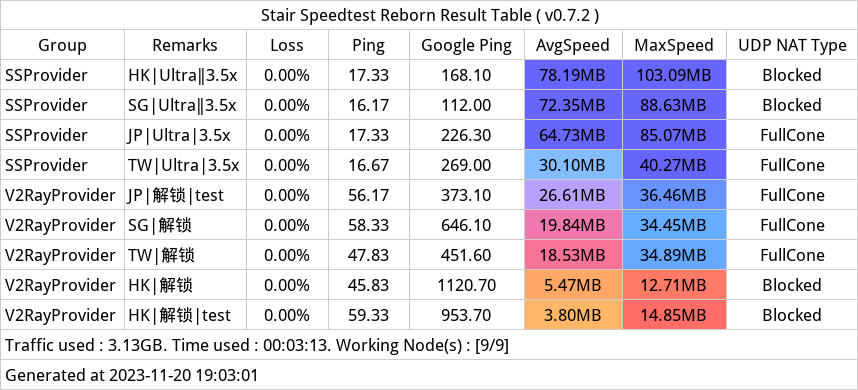 Stair Speedtest Reborn Result Table ( v0.7.2 )
Group Remarks Loss Ping Google Ping AvgSpeed MaxSpeed UDP NAT Type
SSProvider HK|Ultra‖3.5x 0.00% 17.33 168.10 78.19MB 103.09MB Blocked
SSProvider SG|Ultra‖3.5x 0.00% 16.17 112.00 72.35MB 88.63MB Blocked
SSProvider JP|Ultra|3.5x 0.00% 17.33 226.30 64.73MB 85.07MB FullCone
SSProvider TW|Ultra|3.5x 0.00% 16.67 269.00 30.10MB 40.27MB FullCone
V2RayProvider JP|解锁|test 0.00% 56.17 373.10 26.61MB 36.46MB FullCone
V2RayProvider SG|解锁 0.00% 58.33 646.10 19.84MB 34.45MB FullCone
V2RayProvider TW|解锁 0.00% 47.83 451.60 18.53MB 34.89MB FullCone
V2RayProvider HK|解锁 0.00% 45.83 1120.70 5.47MB 12.71MB Blocked
V2RayProvider HK|解锁|test 0.00% 59.33 953.70 3.80MB 14.85MB Blocked
Traffic used : 3.13GB. Time used : 00:03:13. Working Node(s) : [9/9]
Generated at 2023-11-20 19:03:01